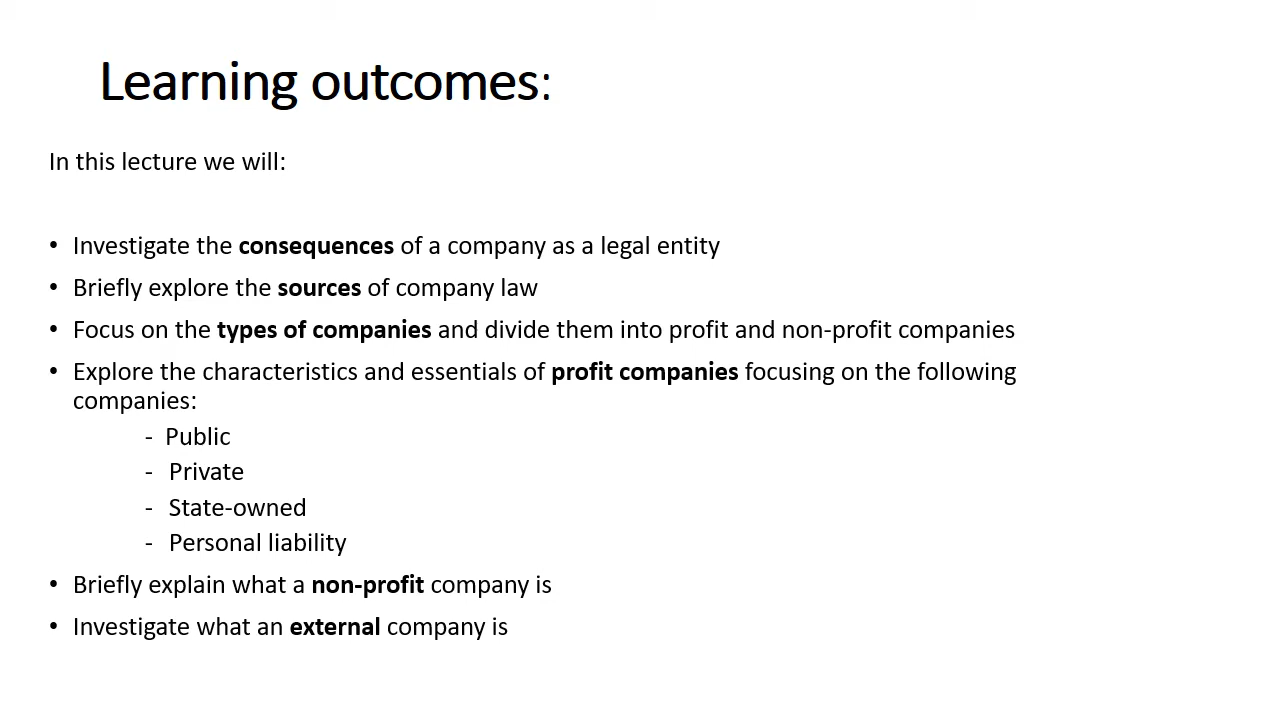 Learning outcomes:
In this lecture we will:
• Investigate the consequences of a company as a legal entity
• Briefly explore the sources of company law
• Focus on the types of companies and divide them into profit and non-profit companies
• Explore the characteristics and essentials of profit companies focusing on the following
companies:
- Public
- Private
- State-owned
- Personal liability
• Briefly explain what a non-profit company is
• Investigate what an external company is